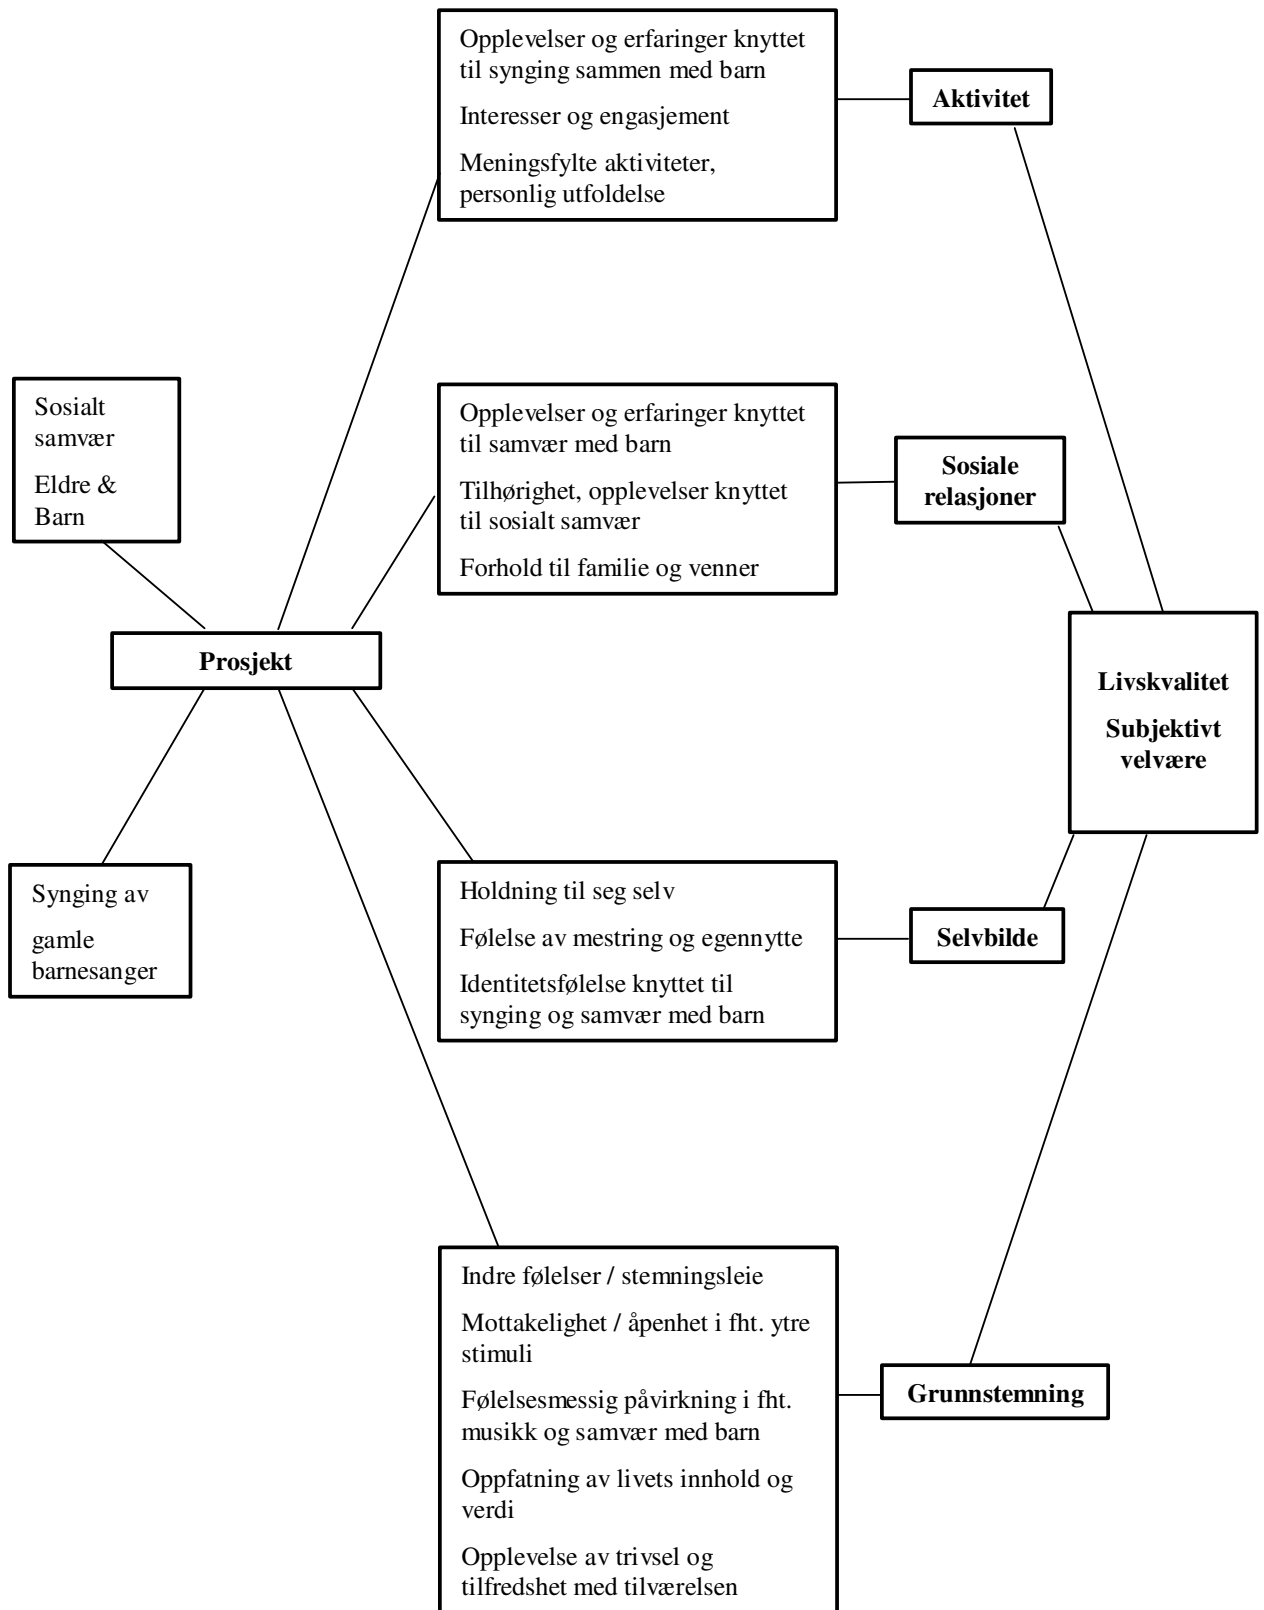 Opplevelser og erfaringer knyttet
til synging sammen med barn
Interesser og engasjement
Meningsfylte aktiviteter,
personlig utfoldelse
Aktivitet
Sosialt
samvær
Eldre &
Barn
Opplevelser og erfaringer knyttet
til samvær med barn
Tilhørighet, opplevelser knyttet
til sosialt samvær
Forhold til familie og venner
Sosiale
relasjoner
Prosjekt
Livskvalitet
Subjektivt
velvære
Synging av
gamle
barnesanger
Holdning til seg selv
Følelse av mestring og egennytte
Identitetsfølelse knyttet til
synging og samvær med barn
Selvbilde
Indre følelser / stemningsleie
Mottakelighet / åpenhet i fht. ytre
stimuli
Følelsesmessig påvirkning i fht.
musikk og samvær med barn
Oppfatning av livets innhold og
verdi
Opplevelse av trivsel og
tilfredshet med tilværelsen
Grunnstemning